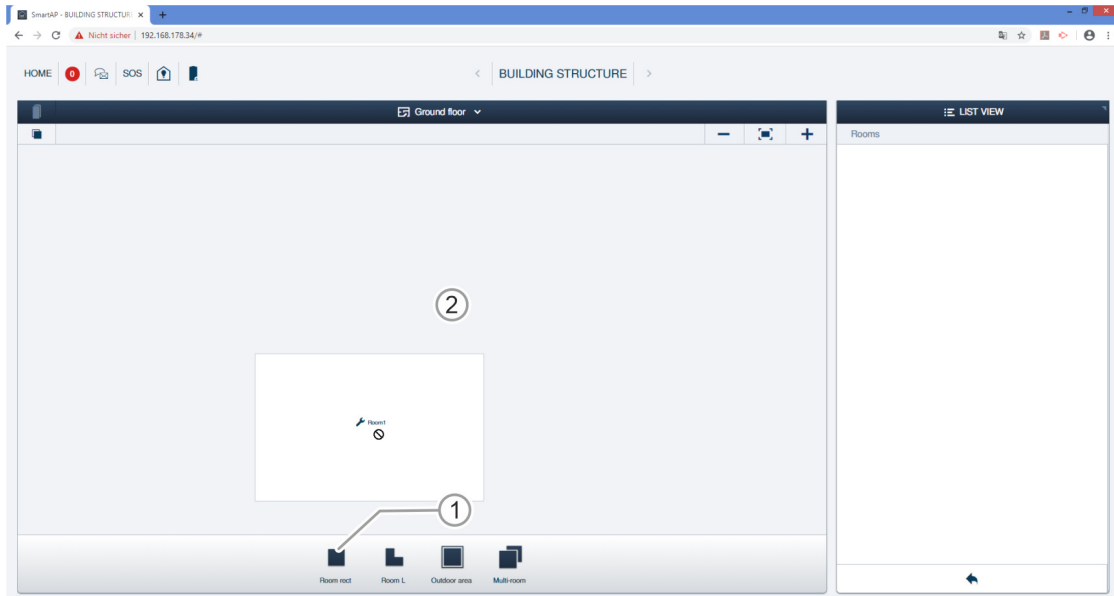 SmartAP - BUILDING STRUCTUR
Nicht sicher | 192.168.178.34/#
HOME 0 SOS BUILDING STRUCTURE
Ground floor
LIST VIEW
Rooms
2
Room1
1
Room rect Room L Outdoor area Multi-room